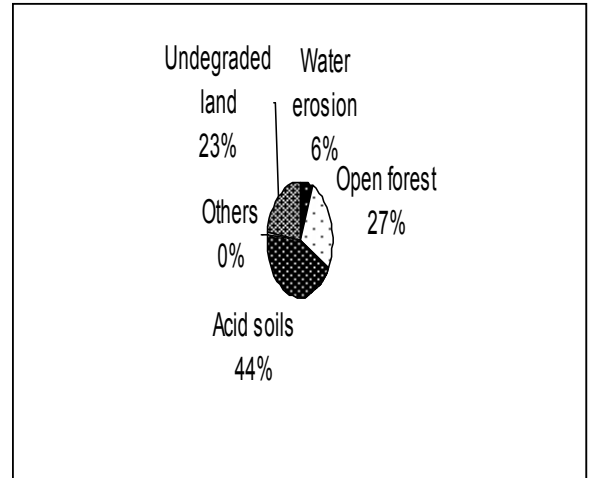 Undegraded
land
23%
Water
erosion
6%
Open forest
27%
Others
0%
Acid soils
44%